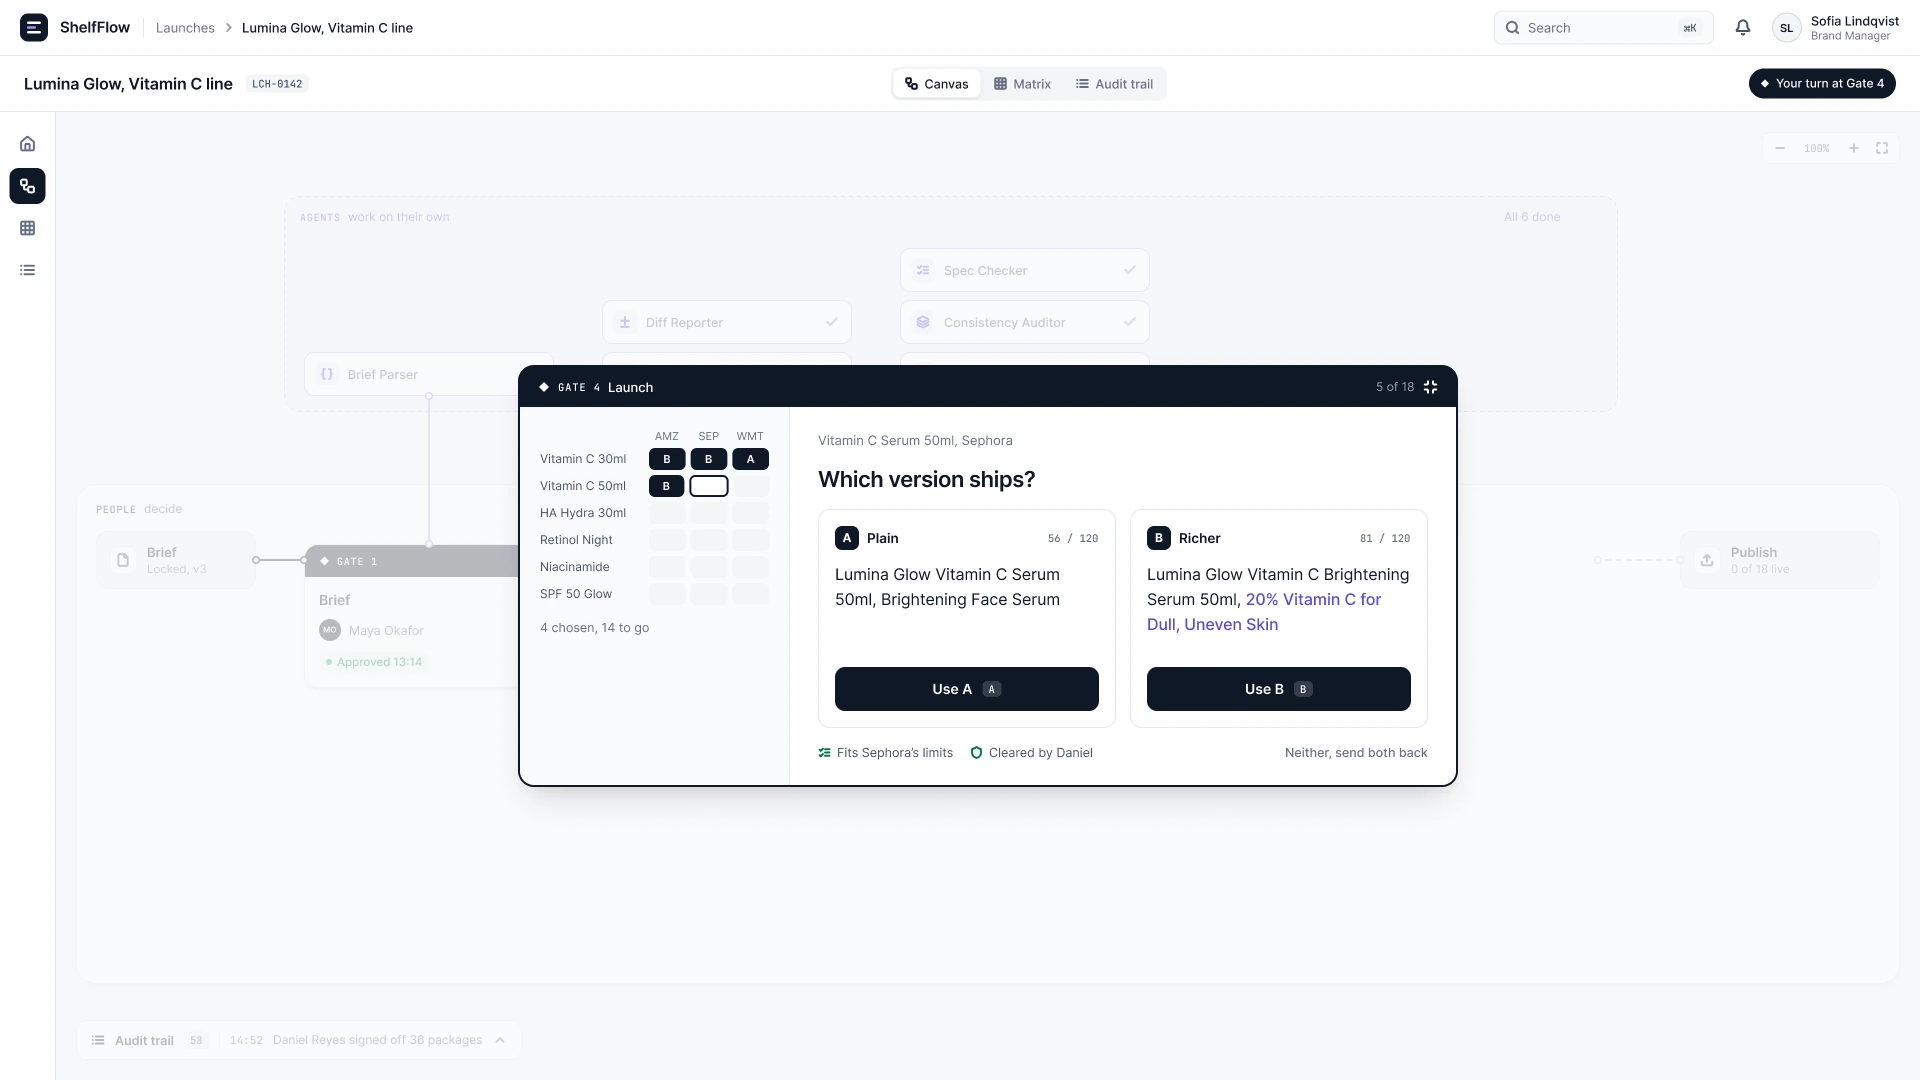 ShelfFlow
Launches
Lumina Glow, Vitamin C line
Search
⌘K
SL
Sofia Lindqvist
Brand Manager
Lumina Glow, Vitamin C line
LCH-0142
Canvas
Matrix
Audit trail
Your turn at Gate 4
100%
AGENTS work on their own
All 6 done
Spec Checker
Diff Reporter
Consistency Auditor
Brief Parser
PEOPLE decide
Brief
Locked, v3
GATE 1
Brief
MO
Maya Okafor
Approved 13:14
Publish
0 of 18 live
GATE 4 Launch
5 of 18
AMZ SEP WMT
Vitamin C 30ml B B A
Vitamin C 50ml B
HA Hydra 30ml
Retinol Night
Niacinamide
SPF 50 Glow
4 chosen, 14 to go
Vitamin C Serum 50ml, Sephora
Which version ships?
A Plain 56 / 120
Lumina Glow Vitamin C Serum
50ml, Brightening Face Serum
Use A A
B Richer 81 / 120
Lumina Glow Vitamin C Brightening
Serum 50ml, 20% Vitamin C for
Dull, Uneven Skin
Use B B
Fits Sephora’s limits
Cleared by Daniel
Neither, send both back
Audit trail 58 14:52 Daniel Reyes signed off 36 packages